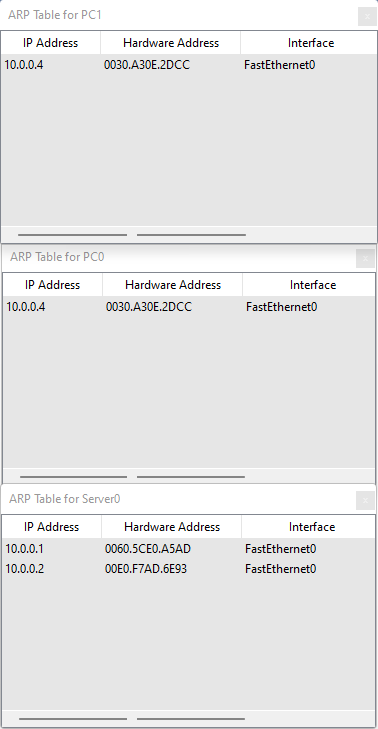 ARP Table for PC1
IP Address Hardware Address Interface
10.0.0.4 0030.A30E.2DCC FastEthernet0
ARP Table for PC0
IP Address Hardware Address Interface
10.0.0.4 0030.A30E.2DCC FastEthernet0
ARP Table for Server0
IP Address Hardware Address Interface
10.0.0.1 0060.5CE0.A5AD FastEthernet0
10.0.0.2 00E0.F7AD.6E93 FastEthernet0